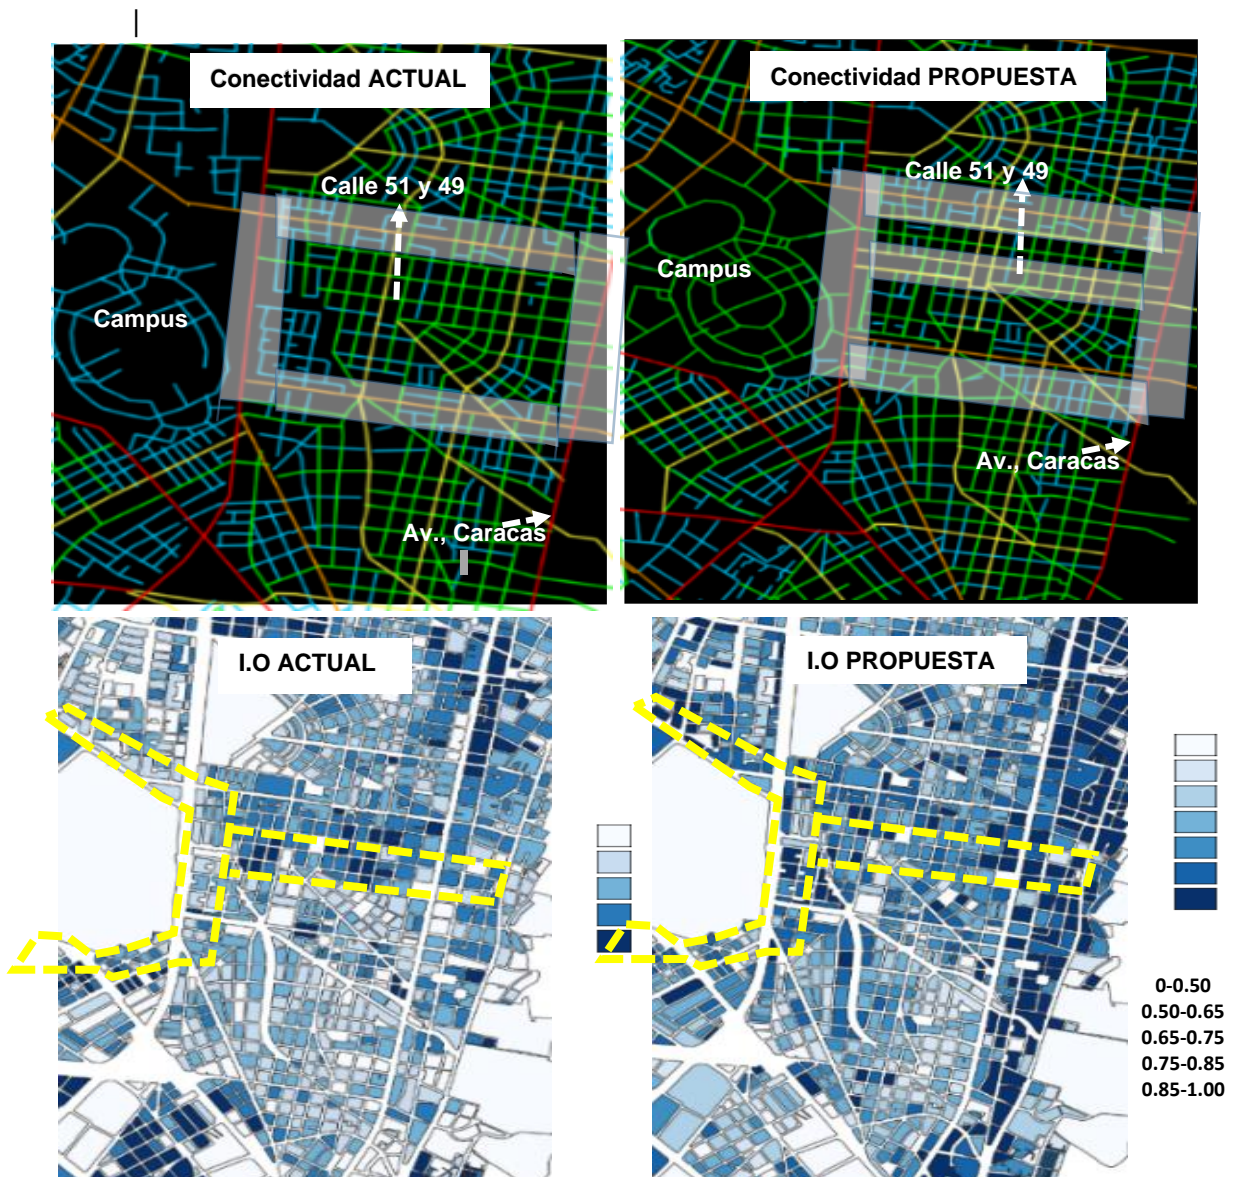 Conectividad ACTUAL
Conectividad PROPUESTA
Calle 51 y 49
Calle 51 y 49
Campus
Campus
Av., Caracas
Av., Caracas
I.O ACTUAL
I.O PROPUESTA
0-0.50
0.50-0.65
0.65-0.75
0.75-0.85
0.85-1.00